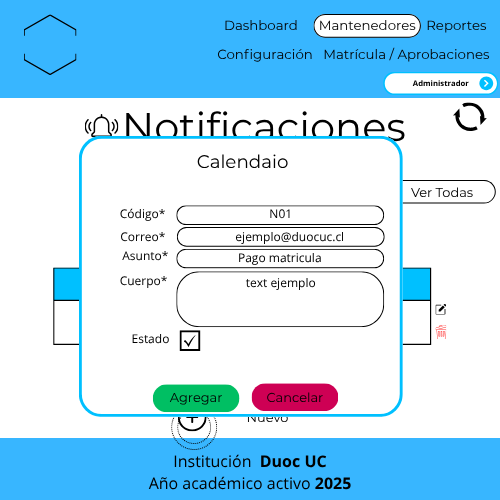 Dashboard Mantenedores Reportes
Configuración Matrícula / Aprobaciones
Administrador
Notificaciones
Calendaio
Ver Todas
Código* N01
Correo* ejemplo@duocuc,cl
Asunto* Pago matricula
Cuerpo* text ejemplo
Estado
Agregar Cancelar
Nuevo
Institución Duoc UC
Año académico activo 2025